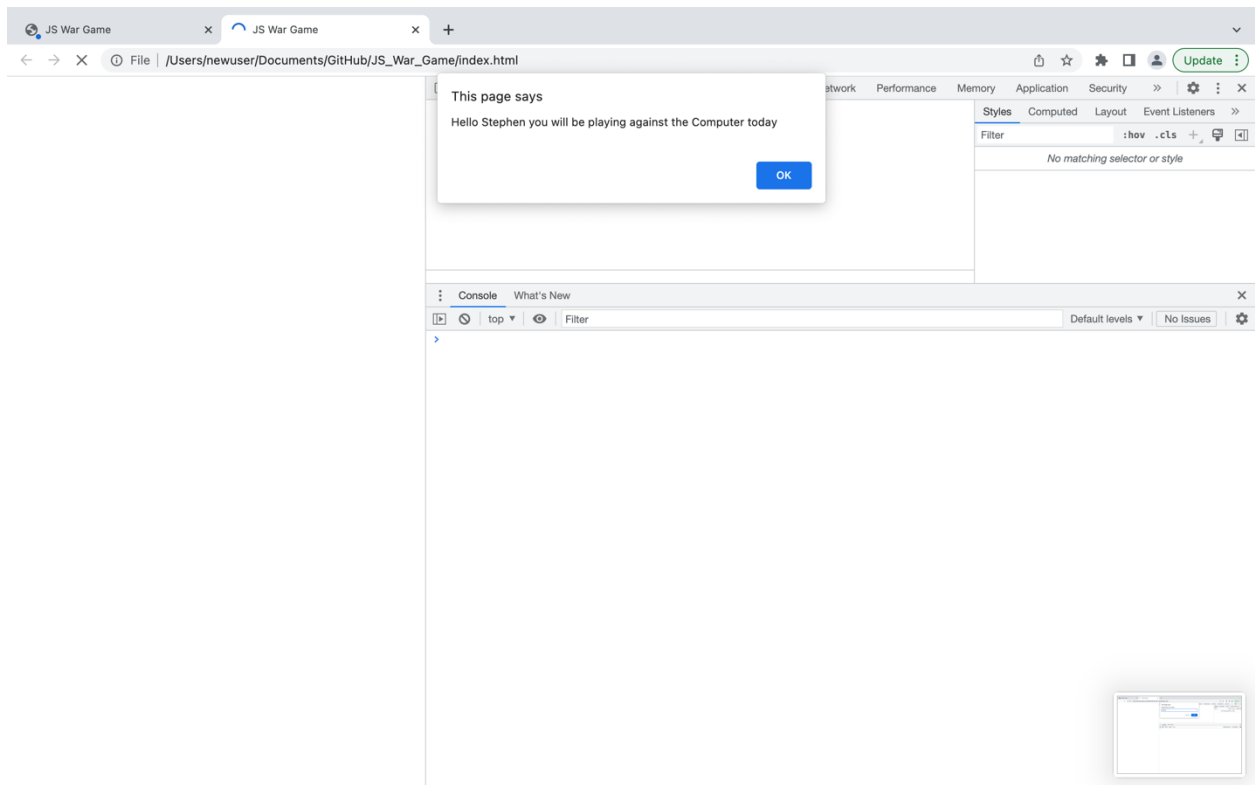 JS War Game
JS War Game
File /Users/newuser/Documents/GitHub/JS_War_Game/index.html
Update
This page says
Hello Stephen you will be playing against the Computer today
OK
Performance Memory Application Security
Styles Computed Layout Event Listeners
Filter :hov .cls
No matching selector or style
Console What's New
top Filter Default levels No Issues